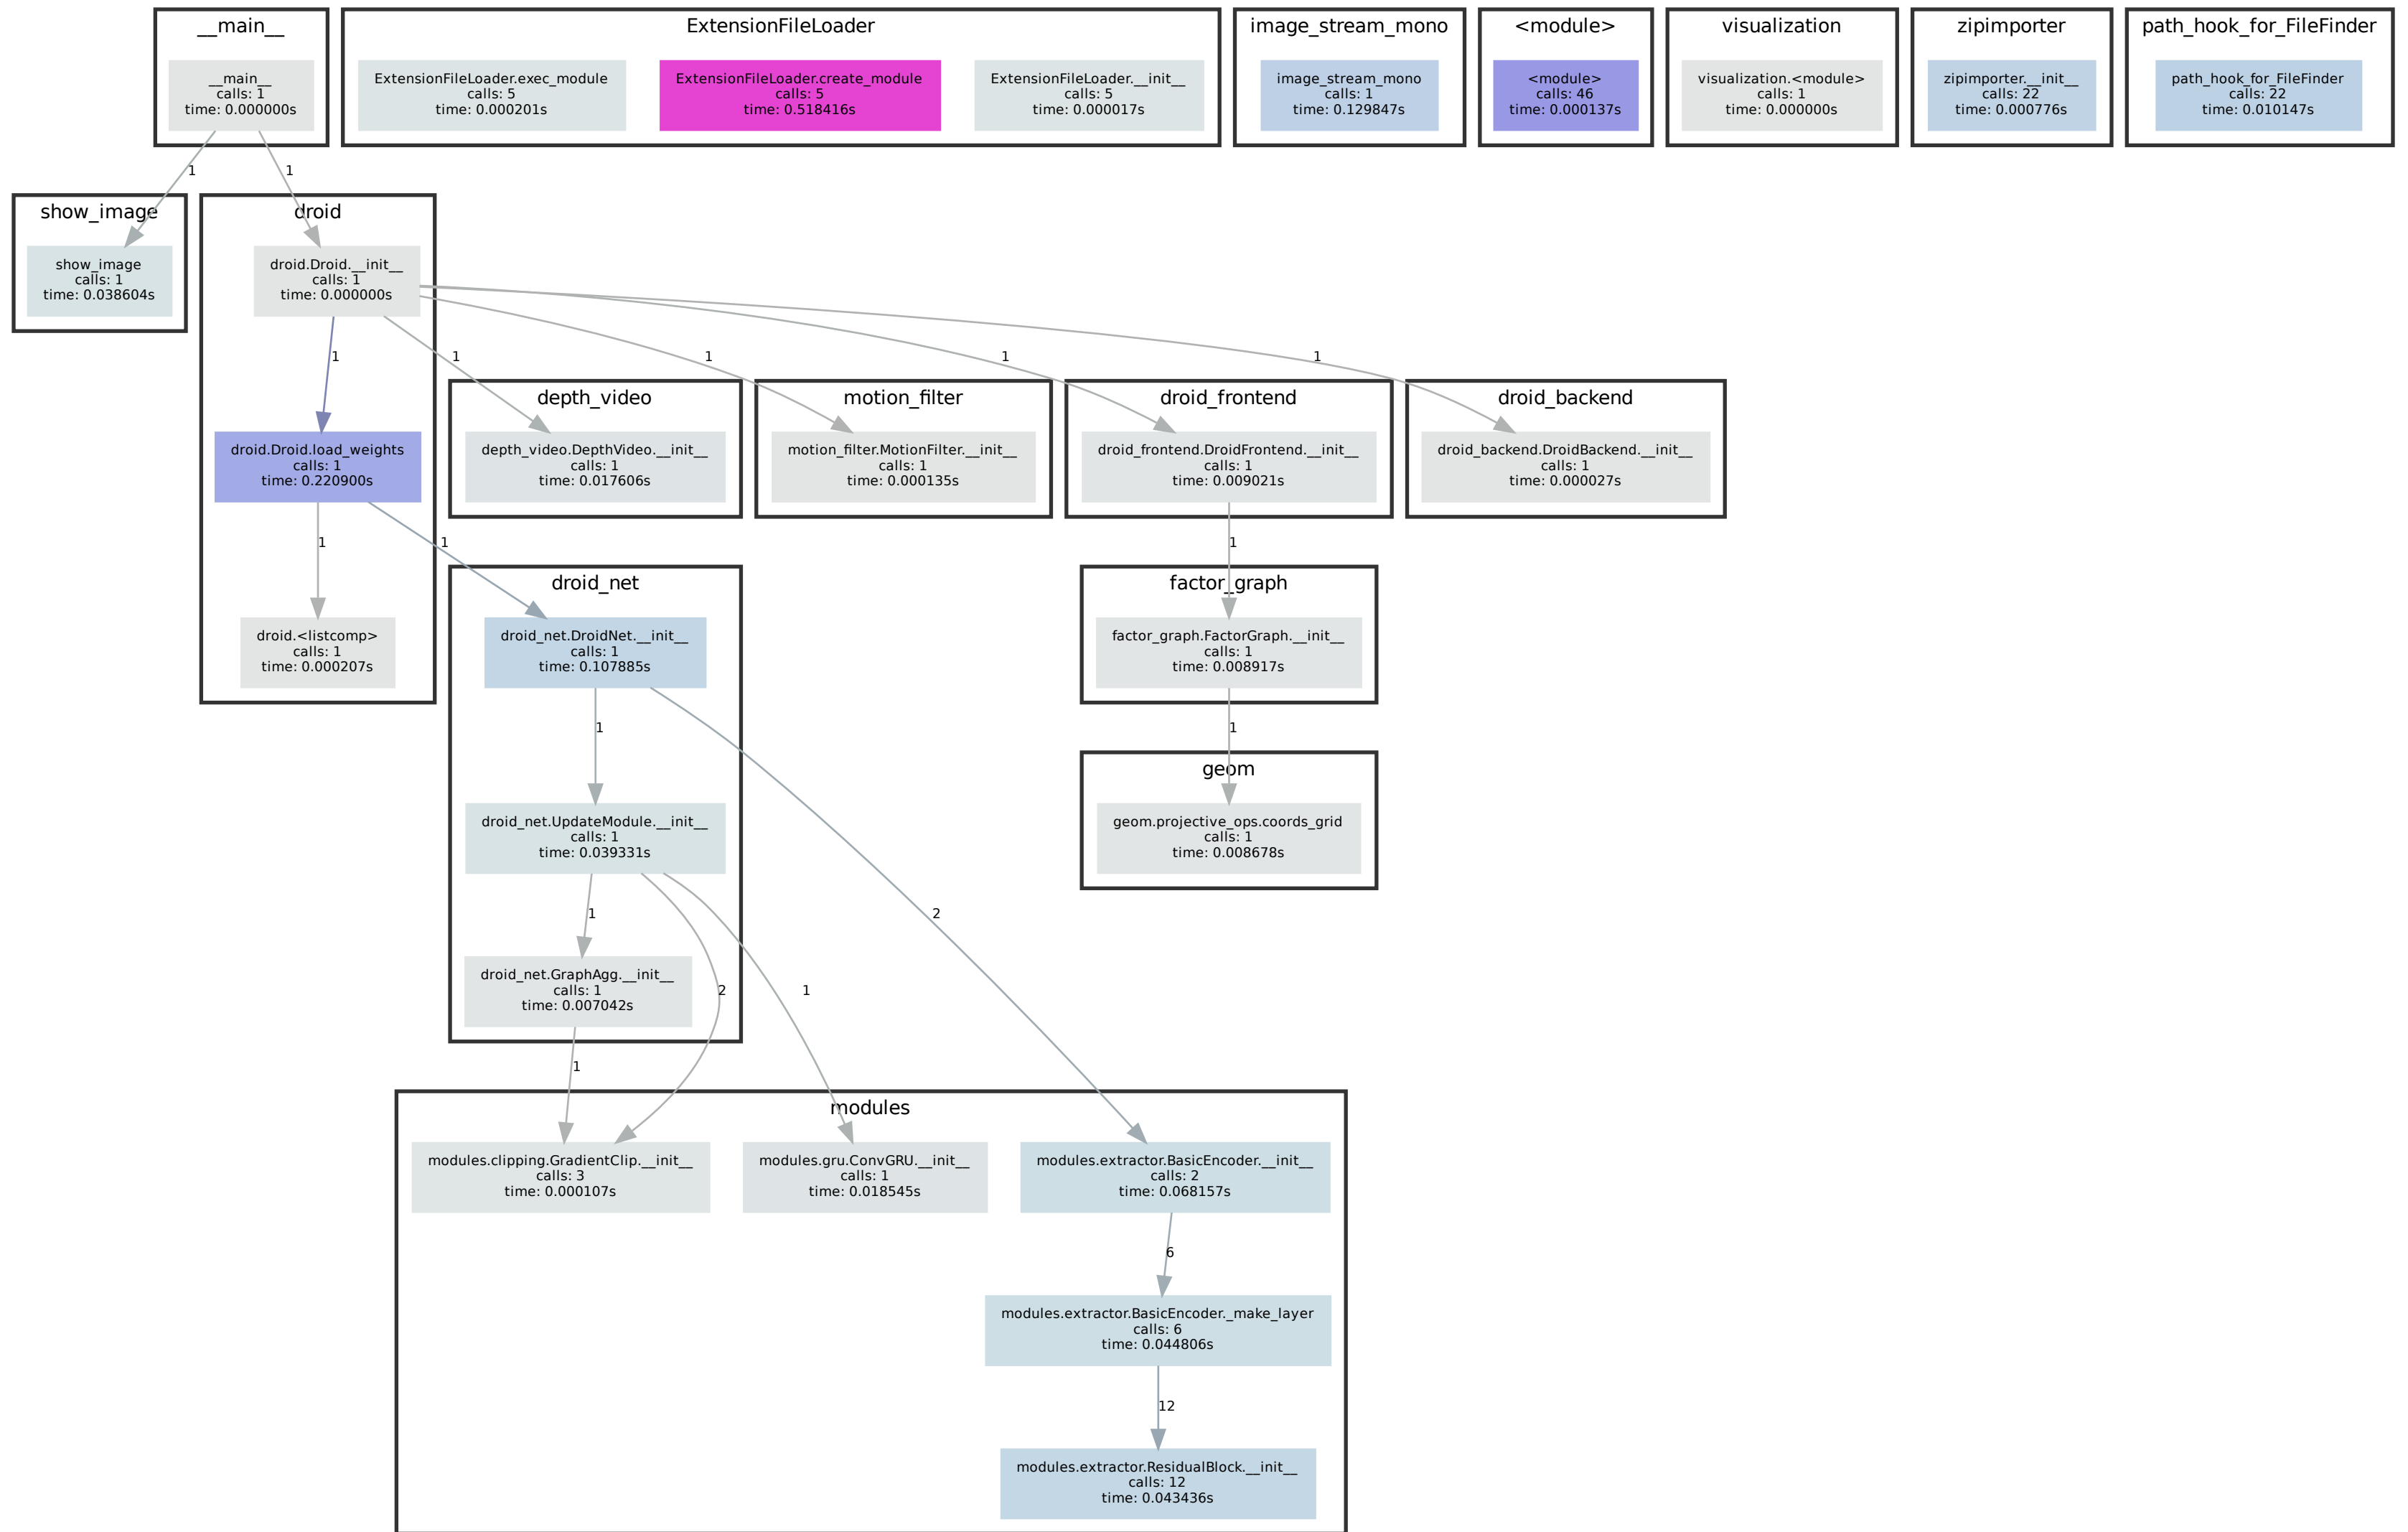 __main__
__main__
calls: 1
time: 0.000000s
ExtensionFileLoader
ExtensionFileLoader.exec_module
calls: 5
time: 0.000201s
ExtensionFileLoader.create_module
calls: 5
time: 0.518416s
ExtensionFileLoader.__init__
calls: 5
time: 0.000017s
image_stream_mono
image_stream_mono
calls: 1
time: 0.129847s
<module>
<module>
calls: 46
time: 0.000137s
visualization
visualization.<module>
calls: 1
time: 0.000000s
zipimporter
zipimporter.__init__
calls: 22
time: 0.000776s
path_hook_for_FileFinder
path_hook_for_FileFinder
calls: 22
time: 0.010147s
1
1
show_image
show_image
calls: 1
time: 0.038604s
droid
droid.Droid.__init__
calls: 1
time: 0.000000s
1
1
1
1
1
droid.Droid.load_weights
calls: 1
time: 0.220900s
depth_video
depth_video.DepthVideo.__init__
calls: 1
time: 0.017606s
motion_filter
motion_filter.MotionFilter.__init__
calls: 1
time: 0.000135s
droid_frontend
droid_frontend.DroidFrontend.__init__
calls: 1
time: 0.009021s
droid_backend
droid_backend.DroidBackend.__init__
calls: 1
time: 0.000027s
1
1
1
droid.<listcomp>
calls: 1
time: 0.000207s
droid_net
droid_net.DroidNet.__init__
calls: 1
time: 0.107885s
factor_graph
factor_graph.FactorGraph.__init__
calls: 1
time: 0.008917s
1
1
geom
droid_net.UpdateModule.__init__
calls: 1
time: 0.039331s
geom.projective_ops.coords_grid
calls: 1
time: 0.008678s
1
2
droid_net.GraphAgg.__init__
calls: 1
time: 0.007042s
2
1
1
modules
modules.clipping.GradientClip.__init__
calls: 3
time: 0.000107s
modules.gru.ConvGRU.__init__
calls: 1
time: 0.018545s
modules.extractor.BasicEncoder.__init__
calls: 2
time: 0.068157s
6
modules.extractor.BasicEncoder._make_layer
calls: 6
time: 0.044806s
12
modules.extractor.ResidualBlock.__init__
calls: 12
time: 0.043436s